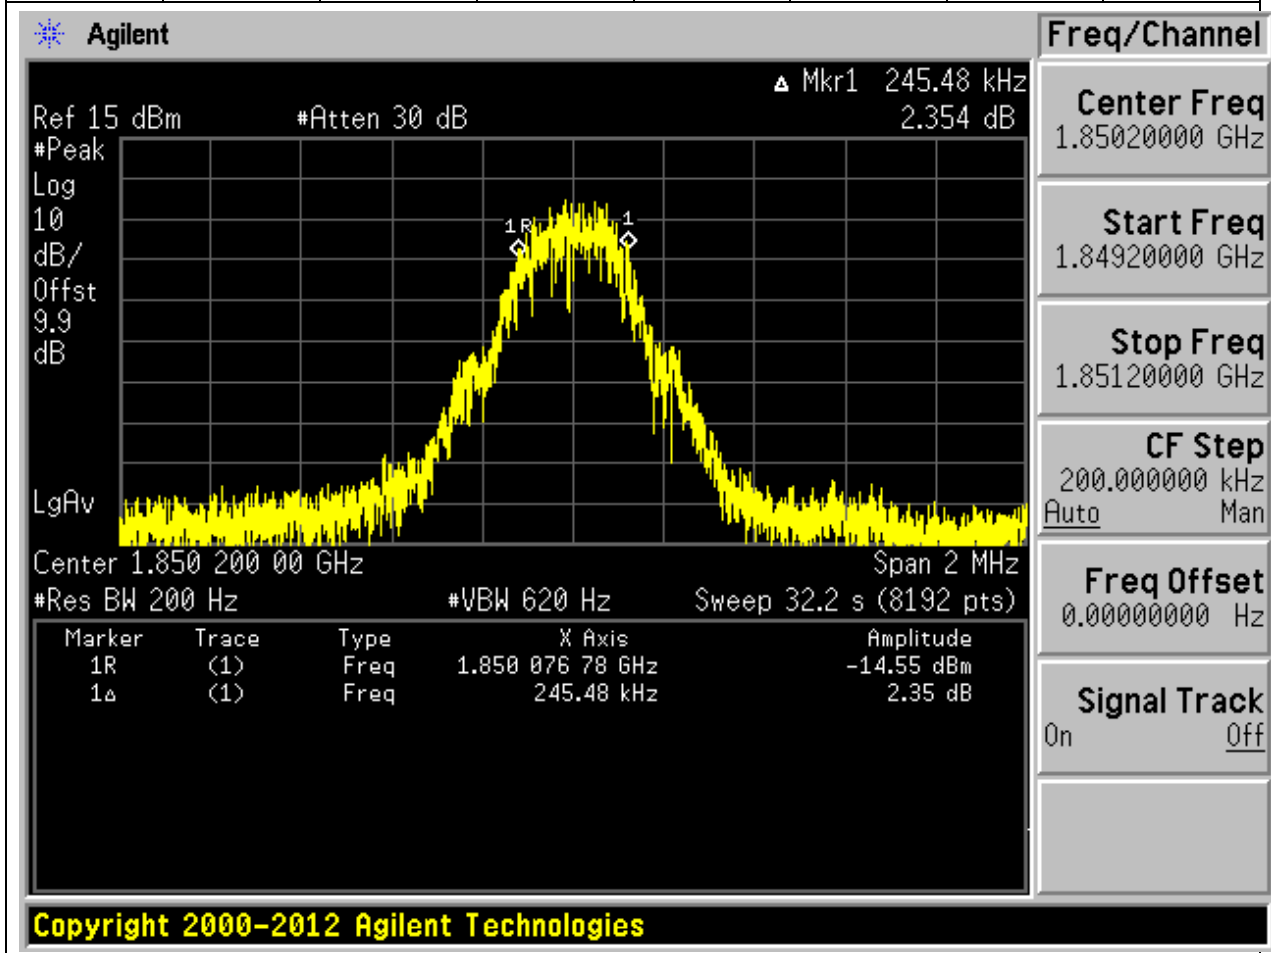 Agilent
Freq/Channel
Δ Mkr1 245.48 kHz
Ref 15 dBm #Atten 30 dB 2.354 dB
#Peak
Log
10
dB/
Offst
9.9
dB
1R
1
LgAv
Center 1.850 200 00 GHz Span 2 MHz
#Res BW 200 Hz #VBW 620 Hz Sweep 32.2 s (8192 pts)
Marker Trace Type X Axis Amplitude
1R (1) Freq 1.850 076 78 GHz -14.55 dBm
1Δ (1) Freq 245.48 kHz 2.35 dB
Center Freq
1.85020000 GHz
Start Freq
1.84920000 GHz
Stop Freq
1.85120000 GHz
CF Step
200.000000 kHz
Auto Man
Freq Offset
0.00000000 Hz
Signal Track
On Off
Copyright 2000-2012 Agilent Technologies